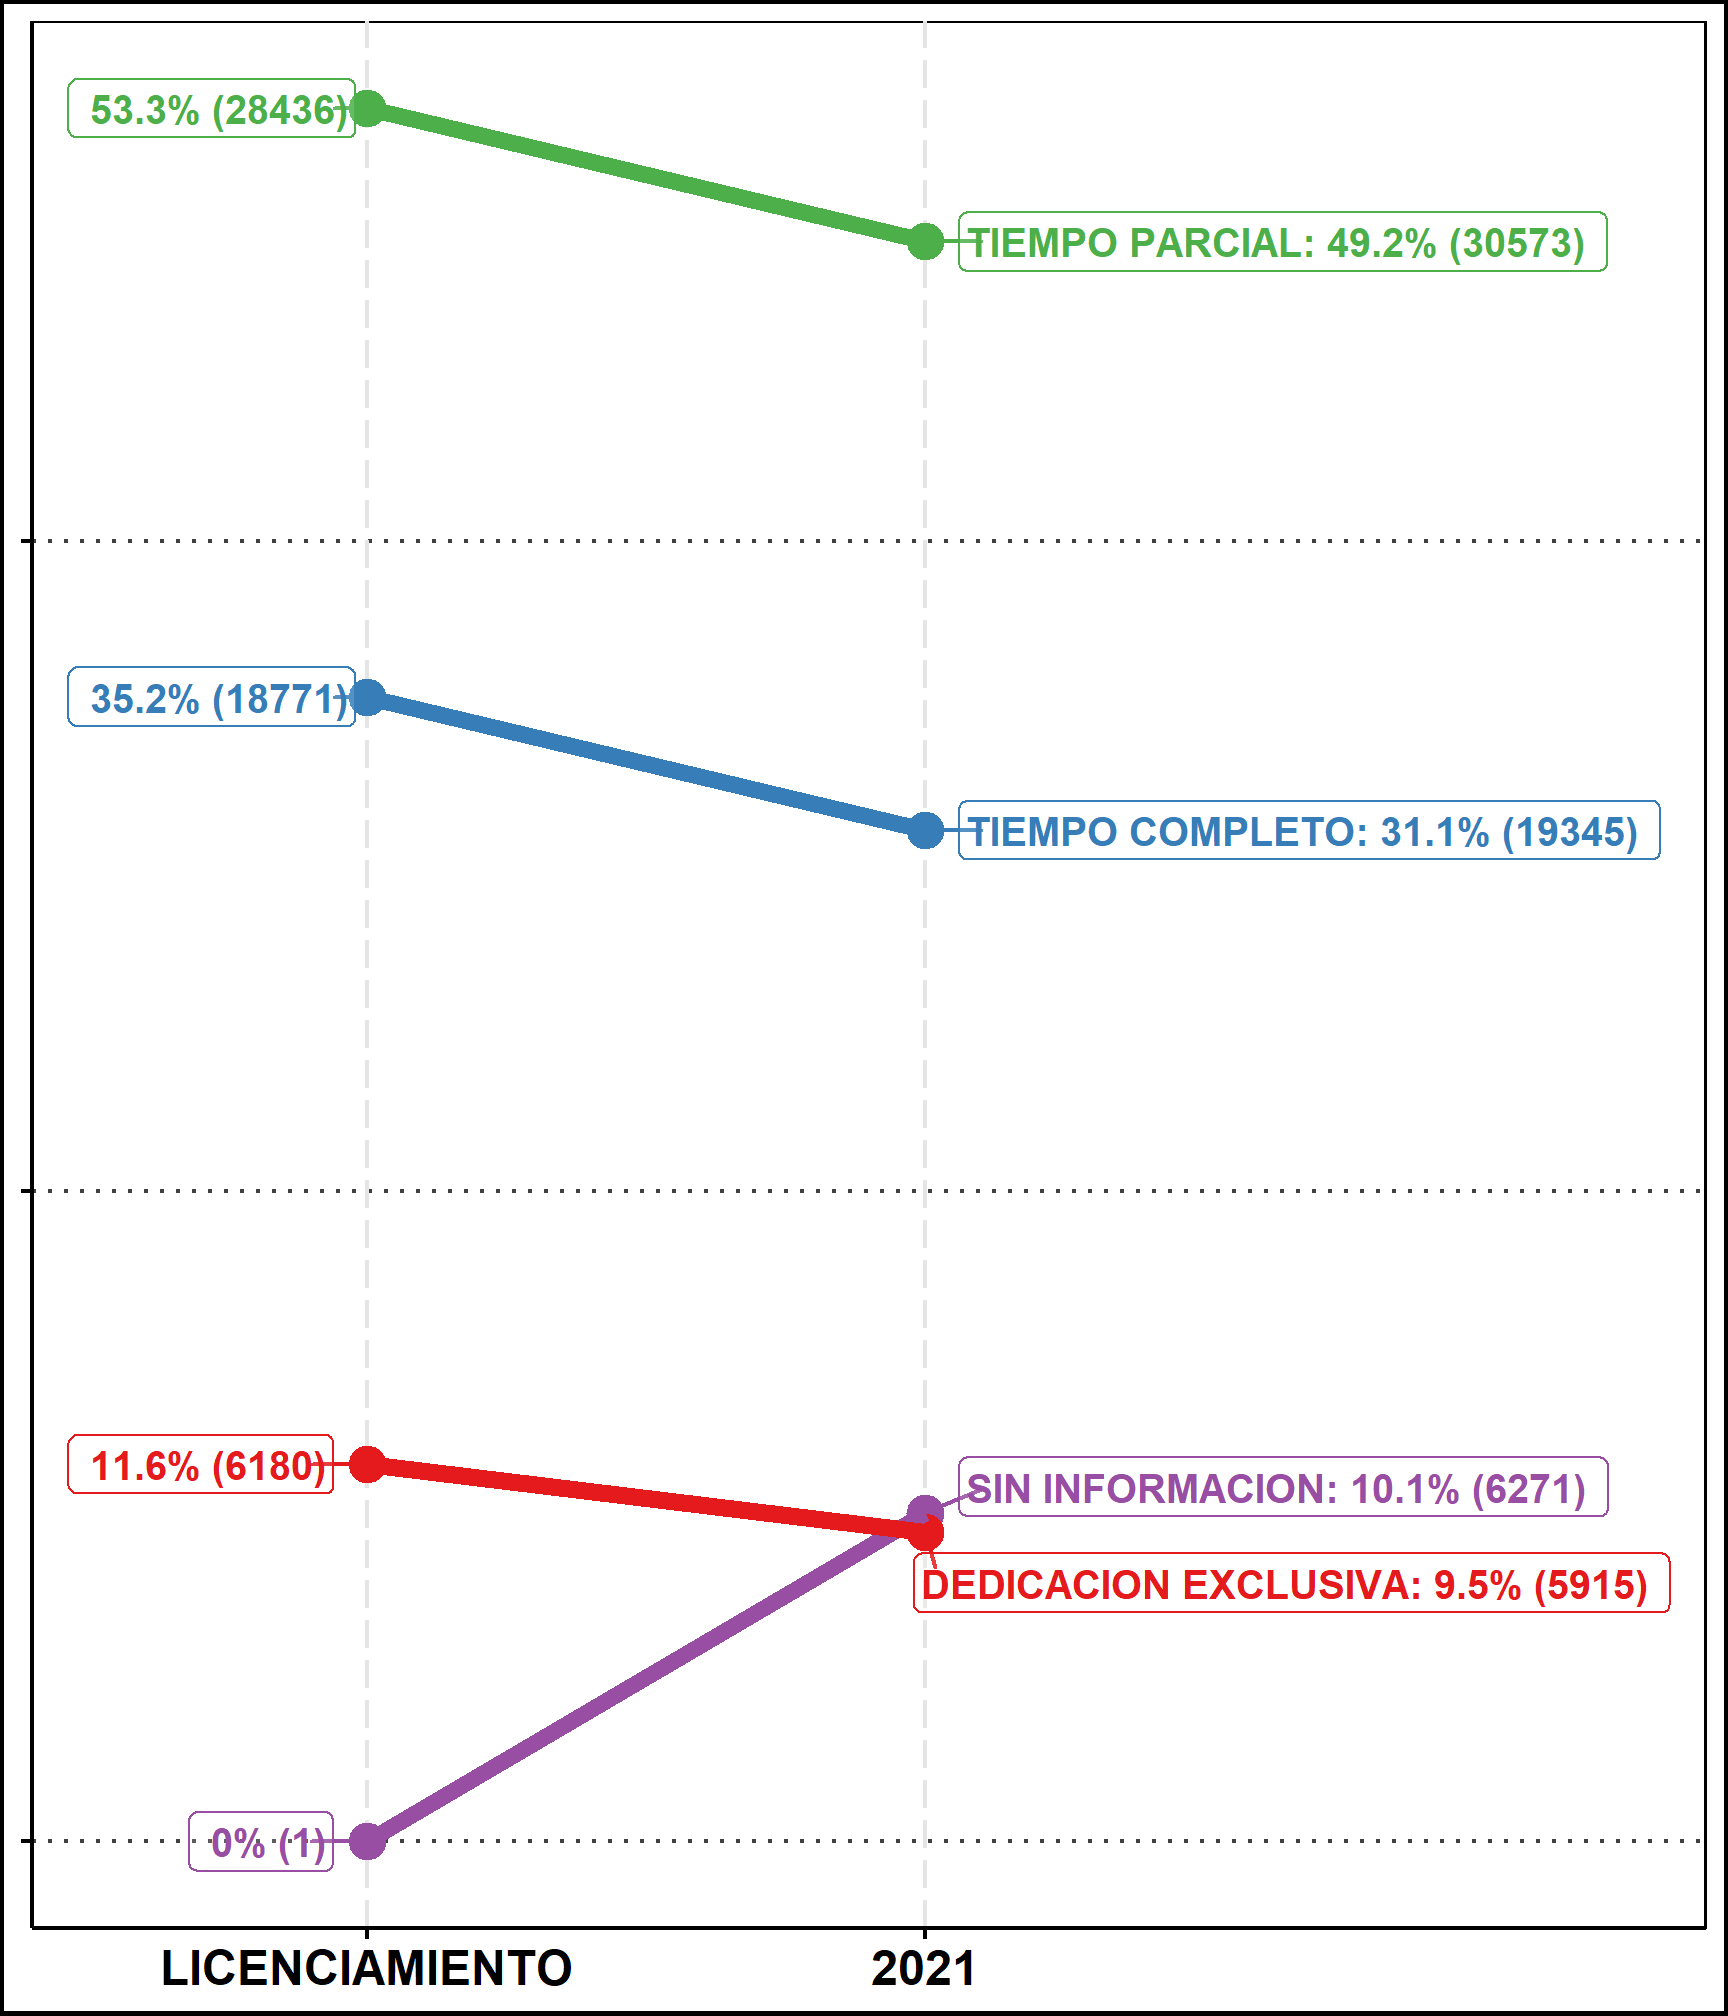 53.3% (28436)
TIEMPO PARCIAL: 49.2% (30573)
35.2% (18771)
TIEMPO COMPLETO: 31.1% (19345)
11.6% (6180)
SIN INFORMACION: 10.1% (6271)
DEDICACION EXCLUSIVA: 9.5% (5915)
0% (1)
LICENCIAMIENTO
2021